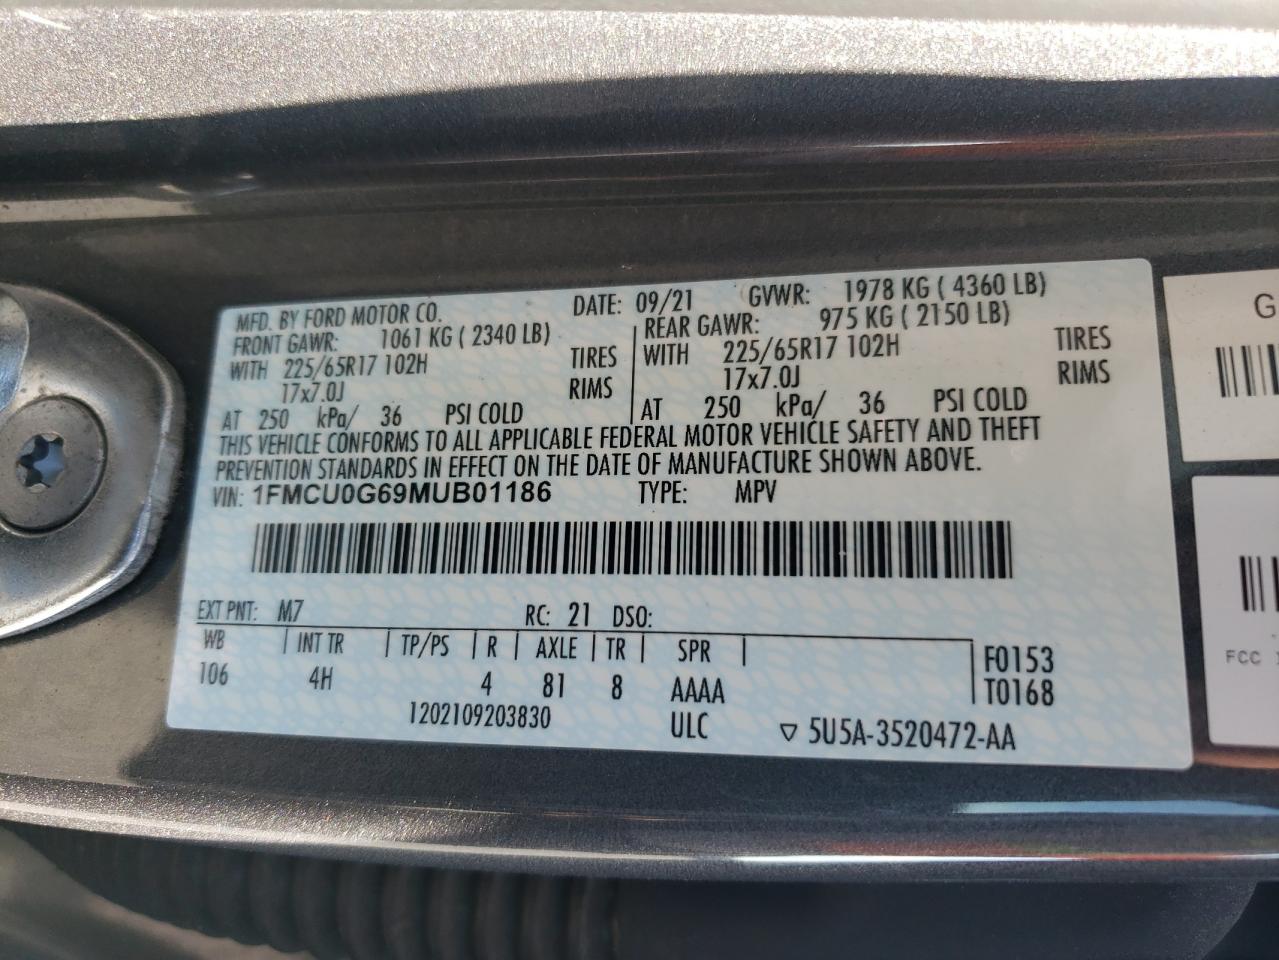 MFD. BY FORD MOTOR CO. DATE: 09/21 GVWR: 1978 KG ( 4360 LB)
FRONT GAWR: 1061 KG ( 2340 LB) REAR GAWR: 975 KG ( 2150 LB)
WITH 225/65R17 102H TIRES WITH 225/65R17 102H TIRES
17x7.0J RIMS 17x7.0J RIMS
AT 250 kPa/ 36 PSI COLD AT 250 kPa/ 36 PSI COLD
THIS VEHICLE CONFORMS TO ALL APPLICABLE FEDERAL MOTOR VEHICLE SAFETY AND THEFT
PREVENTION STANDARDS IN EFFECT ON THE DATE OF MANUFACTURE SHOWN ABOVE.
VIN: 1FMCU0G69MUB01186 TYPE: MPV
EXT PNT: M7 RC: 21 DSO:
WB INT TR TP/PS R AXLE TR SPR F0153
106 4H 4 81 8 AAAA T0168
1202109203830 ULC 5U5A-3520472-AA
G
FCC